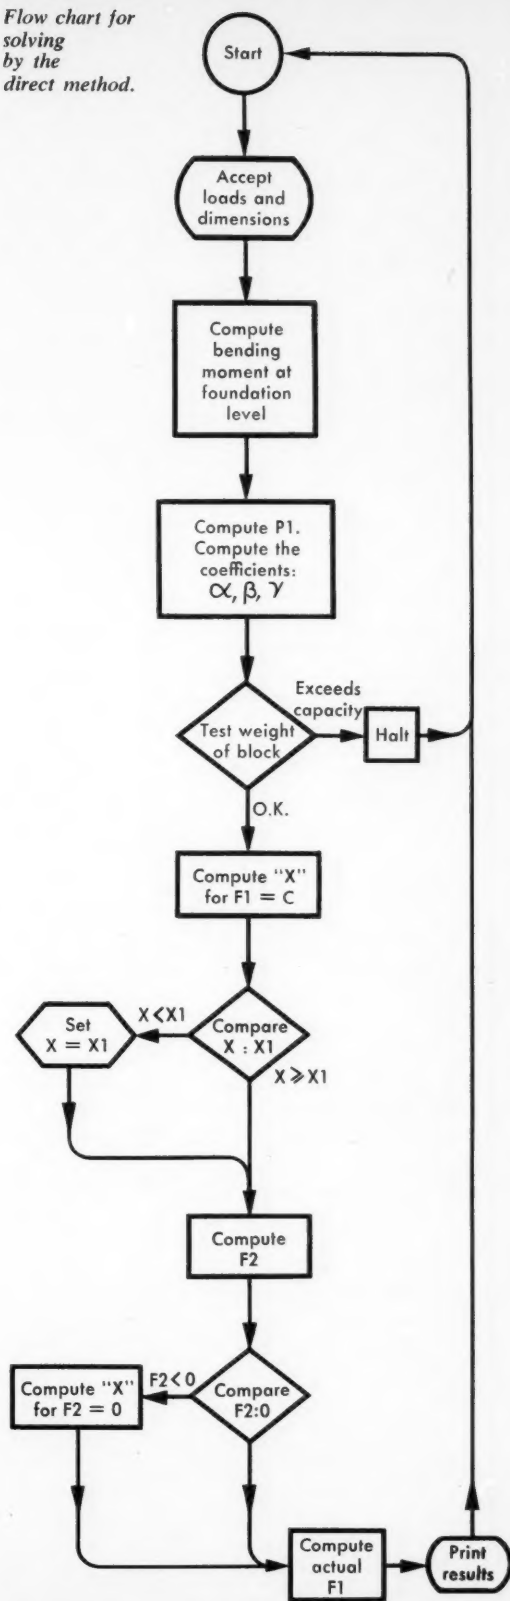 Flow chart for
solving
by the
direct method.
Start
Accept
loads and
dimensions
Compute
bending
moment at
foundation
level
Compute P1.
Compute the
coefficients:
α, β, γ
Test weight
of block
Exceeds
capacity
Halt
O.K.
Compute "X"
for F1 = C
Compare
X : X1
X<X1
Set
X = X1
X⩾X1
Compute
F2
Compare
F2:0
F2<0
Compute "X"
for F2 = 0
Compute
actual
F1
Print
results